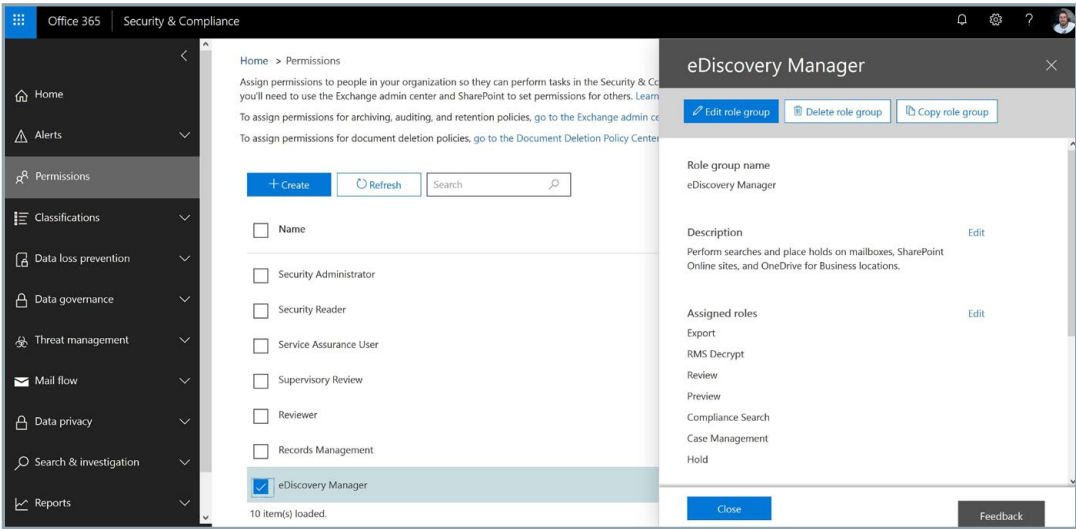 Office 365
Security & Compliance
?
Home
Alerts
Permissions
Classifications
Data loss prevention
Data governance
Threat management
Mail flow
Data privacy
Search & investigation
Reports
Home > Permissions
Assign permissions to people in your organization so they can perform tasks in the Security & Co
you'll need to use the Exchange admin center and SharePoint to set permissions for others. Learn
To assign permissions for archiving, auditing, and retention policies, go to the Exchange admin ce
To assign permissions for document deletion policies, go to the Document Deletion Policy Center
+ Create
Refresh
Search
Name
Security Administrator
Security Reader
Service Assurance User
Supervisory Review
Reviewer
Records Management
eDiscovery Manager
10 item(s) loaded.
eDiscovery Manager
Edit role group
Delete role group
Copy role group
Role group name
eDiscovery Manager
Description
Edit
Perform searches and place holds on mailboxes, SharePoint
Online sites, and OneDrive for Business locations.
Assigned roles
Edit
Export
RMS Decrypt
Review
Preview
Compliance Search
Case Management
Hold
Close
Feedback